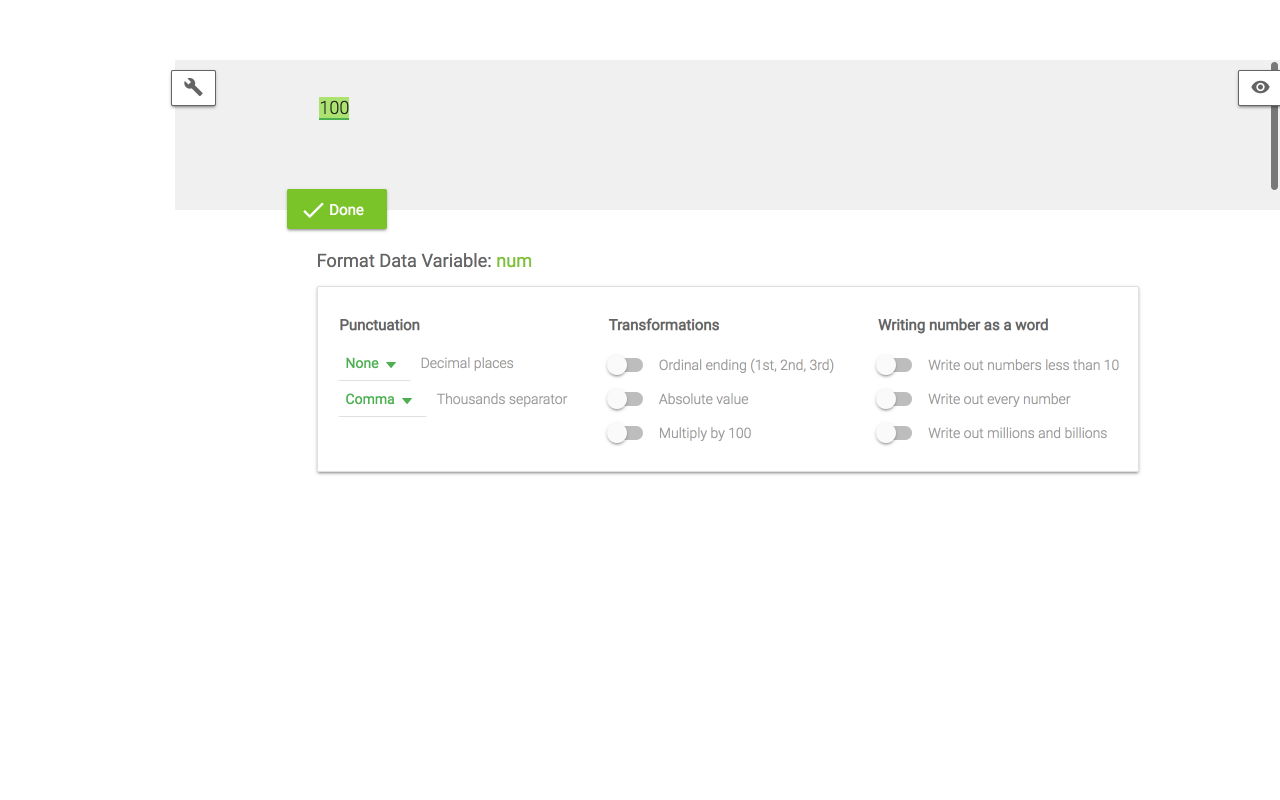 100
Done
Format Data Variable: num
Punctuation
None
Decimal places
Comma
Thousands separator
Transformations
Ordinal ending (1st, 2nd, 3rd)
Absolute value
Multiply by 100
Writing number as a word
Write out numbers less than 10
Write out every number
Write out millions and billions